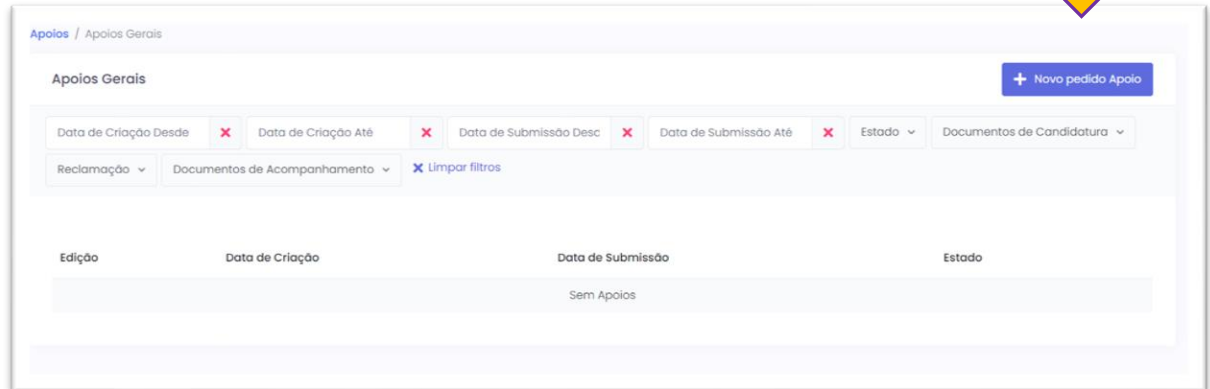 Apoios / Apoios Gerais
Apoios Gerais
Novo pedido Apoio
Data de Criação Desde Data de Criação Até Data de Submissão Desc Data de Submissão Até Estado Documentos de Candidatura
Reclamação Documentos de Acompanhamento Limpar filtros
Edição Data de Criação Data de Submissão Estado
Sem Apoios